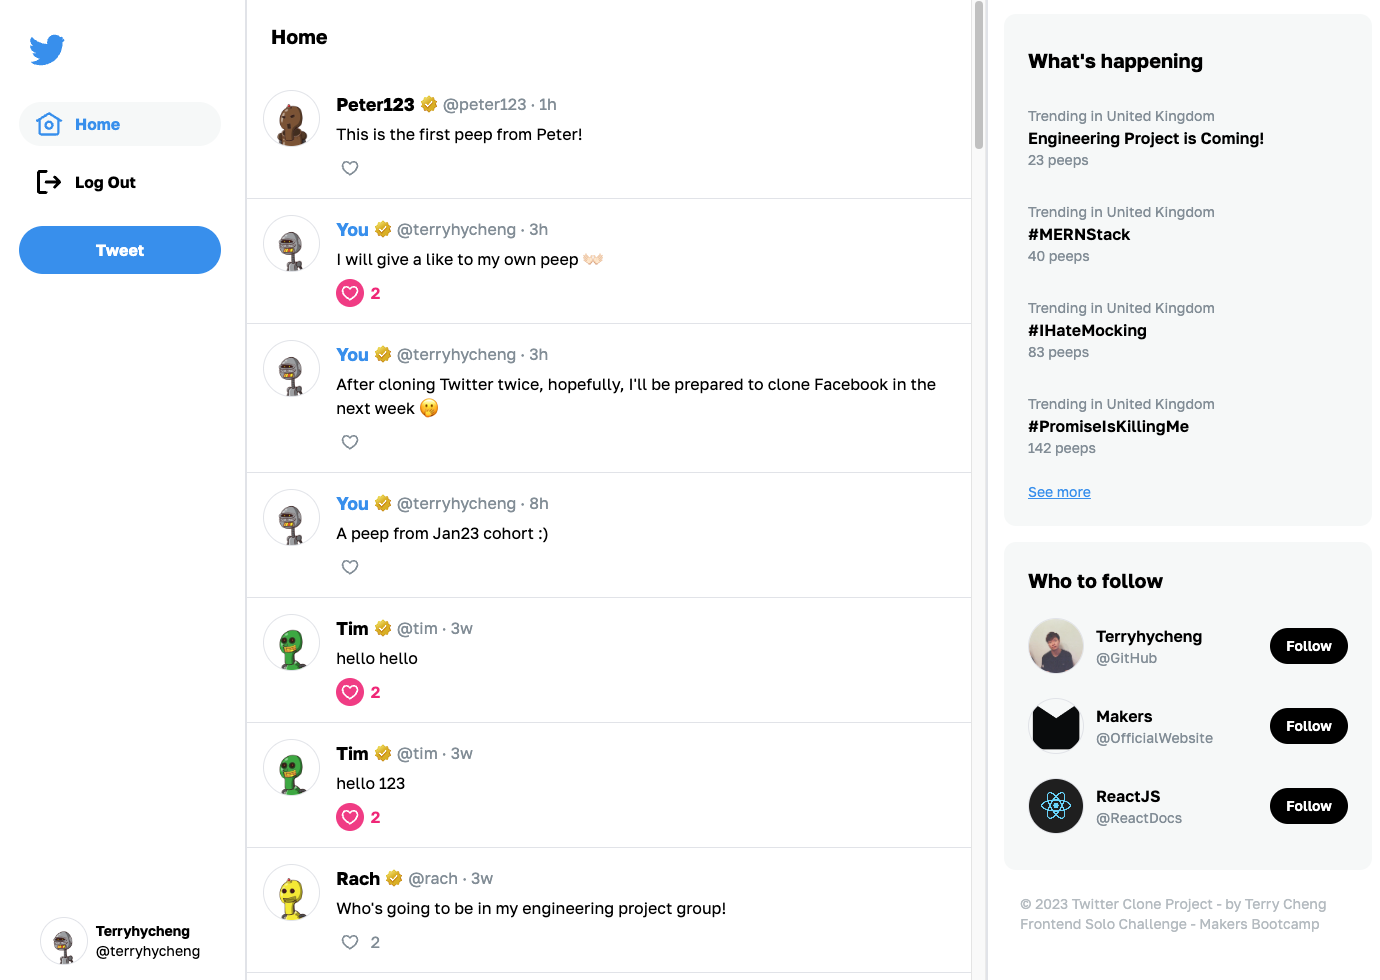 Home
Log Out
Tweet
Terryhycheng
@terryhycheng
Home
Peter123 @peter123 · 1h
This is the first peep from Peter!
You @terryhycheng · 3h
I will give a like to my own peep 🫶🏻
2
You @terryhycheng · 3h
After cloning Twitter twice, hopefully, I'll be prepared to clone Facebook in the
next week 🤭
You @terryhycheng · 8h
A peep from Jan23 cohort :)
Tim @tim · 3w
hello hello
2
Tim @tim · 3w
hello 123
2
Rach @rach · 3w
Who's going to be in my engineering project group!
2
What's happening
Trending in United Kingdom
Engineering Project is Coming!
23 peeps
Trending in United Kingdom
#MERNStack
40 peeps
Trending in United Kingdom
#IHateMocking
83 peeps
Trending in United Kingdom
#PromiseIsKillingMe
142 peeps
See more
Who to follow
Terryhycheng
@GitHub
Follow
Makers
@OfficialWebsite
Follow
ReactJS
@ReactDocs
Follow
© 2023 Twitter Clone Project - by Terry Cheng
Frontend Solo Challenge - Makers Bootcamp